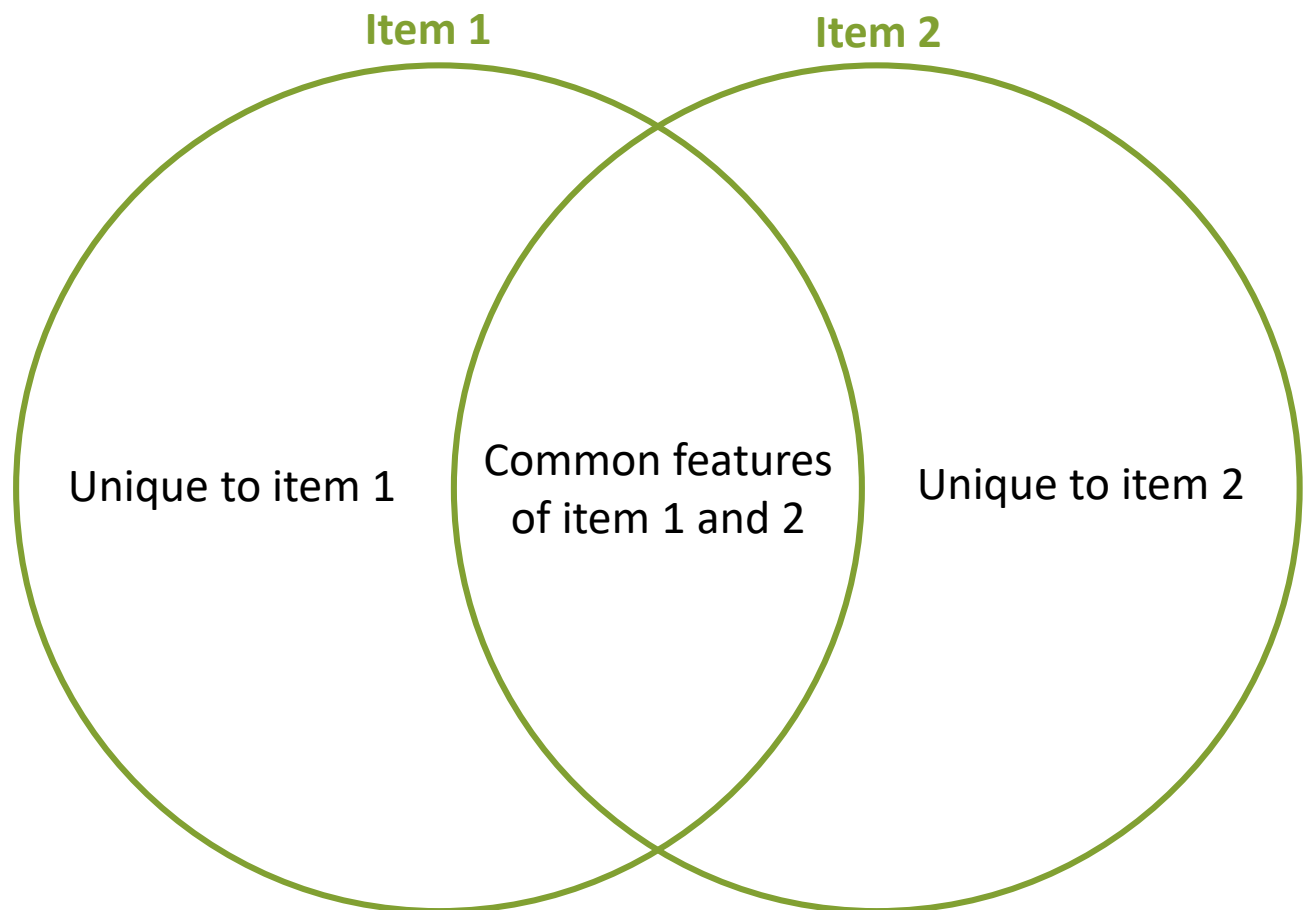 Item 1
Item 2
Unique to item 1
Common features
of item 1 and 2
Unique to item 2